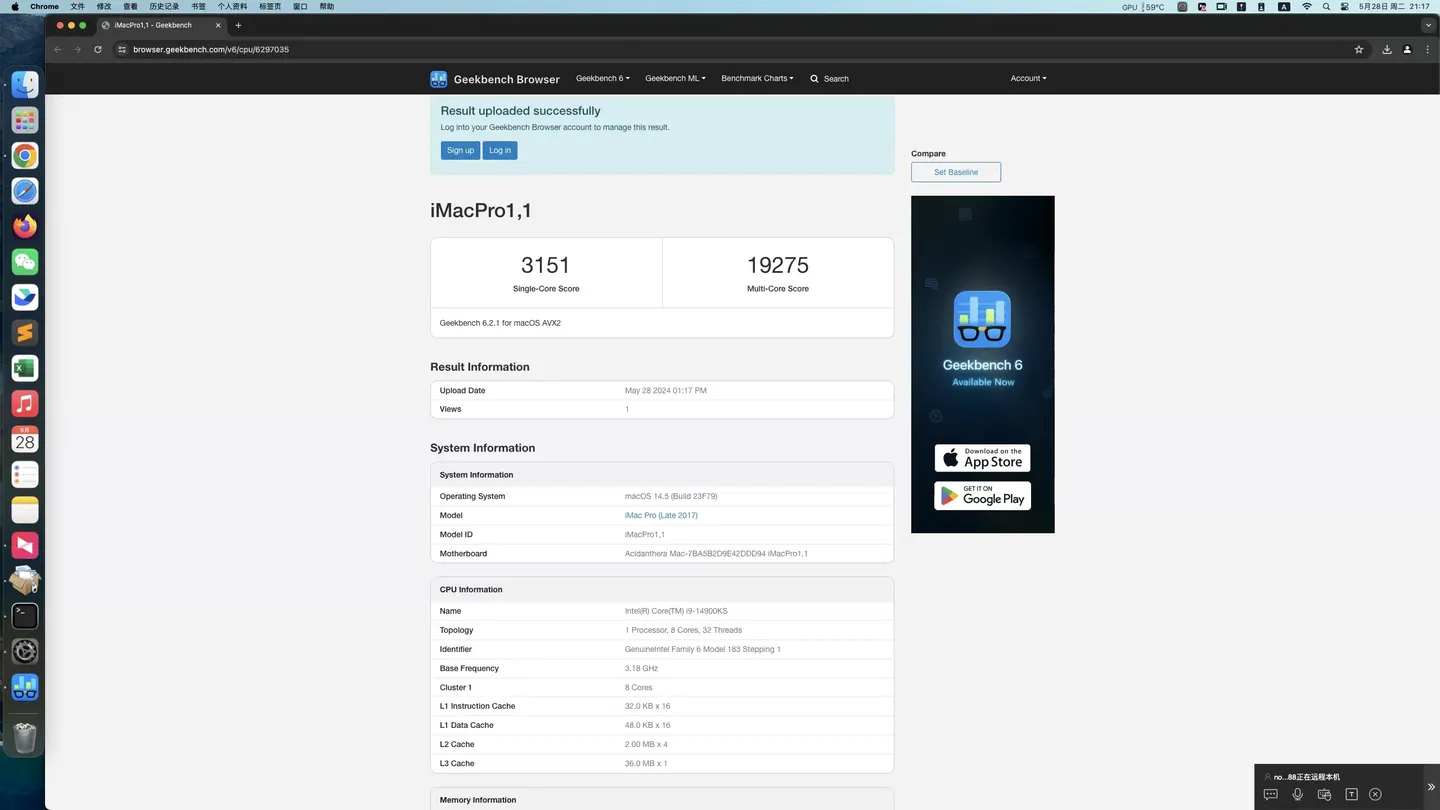 Chrome 文件 修改 查看 历史记录 书签 个人资料 标签页 窗口 帮助 GPU 59°C A 5月28日 周二 21:17
iMacPro1,1 - Geekbench
browser.geekbench.com/v6/cpu/6297035
Geekbench Browser Geekbench 6 Geekbench ML Benchmark Charts Search Account
Result uploaded successfully
Log into your Geekbench Browser account to manage this result.
Sign up Log in
Compare
Set Baseline
iMacPro1,1
3151 19275
Single-Core Score Multi-Core Score
Geekbench 6.2.1 for macOS AVX2
Result Information
Upload Date May 28 2024 01:17 PM
Views 1
System Information
System Information
Operating System macOS 14.5 (Build 23F79)
Model iMac Pro (Late 2017)
Model ID iMacPro1,1
Motherboard Acidanthera Mac-7BA5B2D9E42DDD94 iMacPro1,1
CPU Information
Name Intel(R) Core(TM) i9-14900KS
Topology 1 Processor, 8 Cores, 32 Threads
Identifier GenuineIntel Family 6 Model 183 Stepping 1
Base Frequency 3.18 GHz
Cluster 1 8 Cores
L1 Instruction Cache 32.0 KB x 16
L1 Data Cache 48.0 KB x 16
L2 Cache 2.00 MB x 4
L3 Cache 36.0 MB x 1
Memory Information
Geekbench 6
Available Now
Download on the
App Store
GET IT ON
Google Play
28
no...88正在远程本机